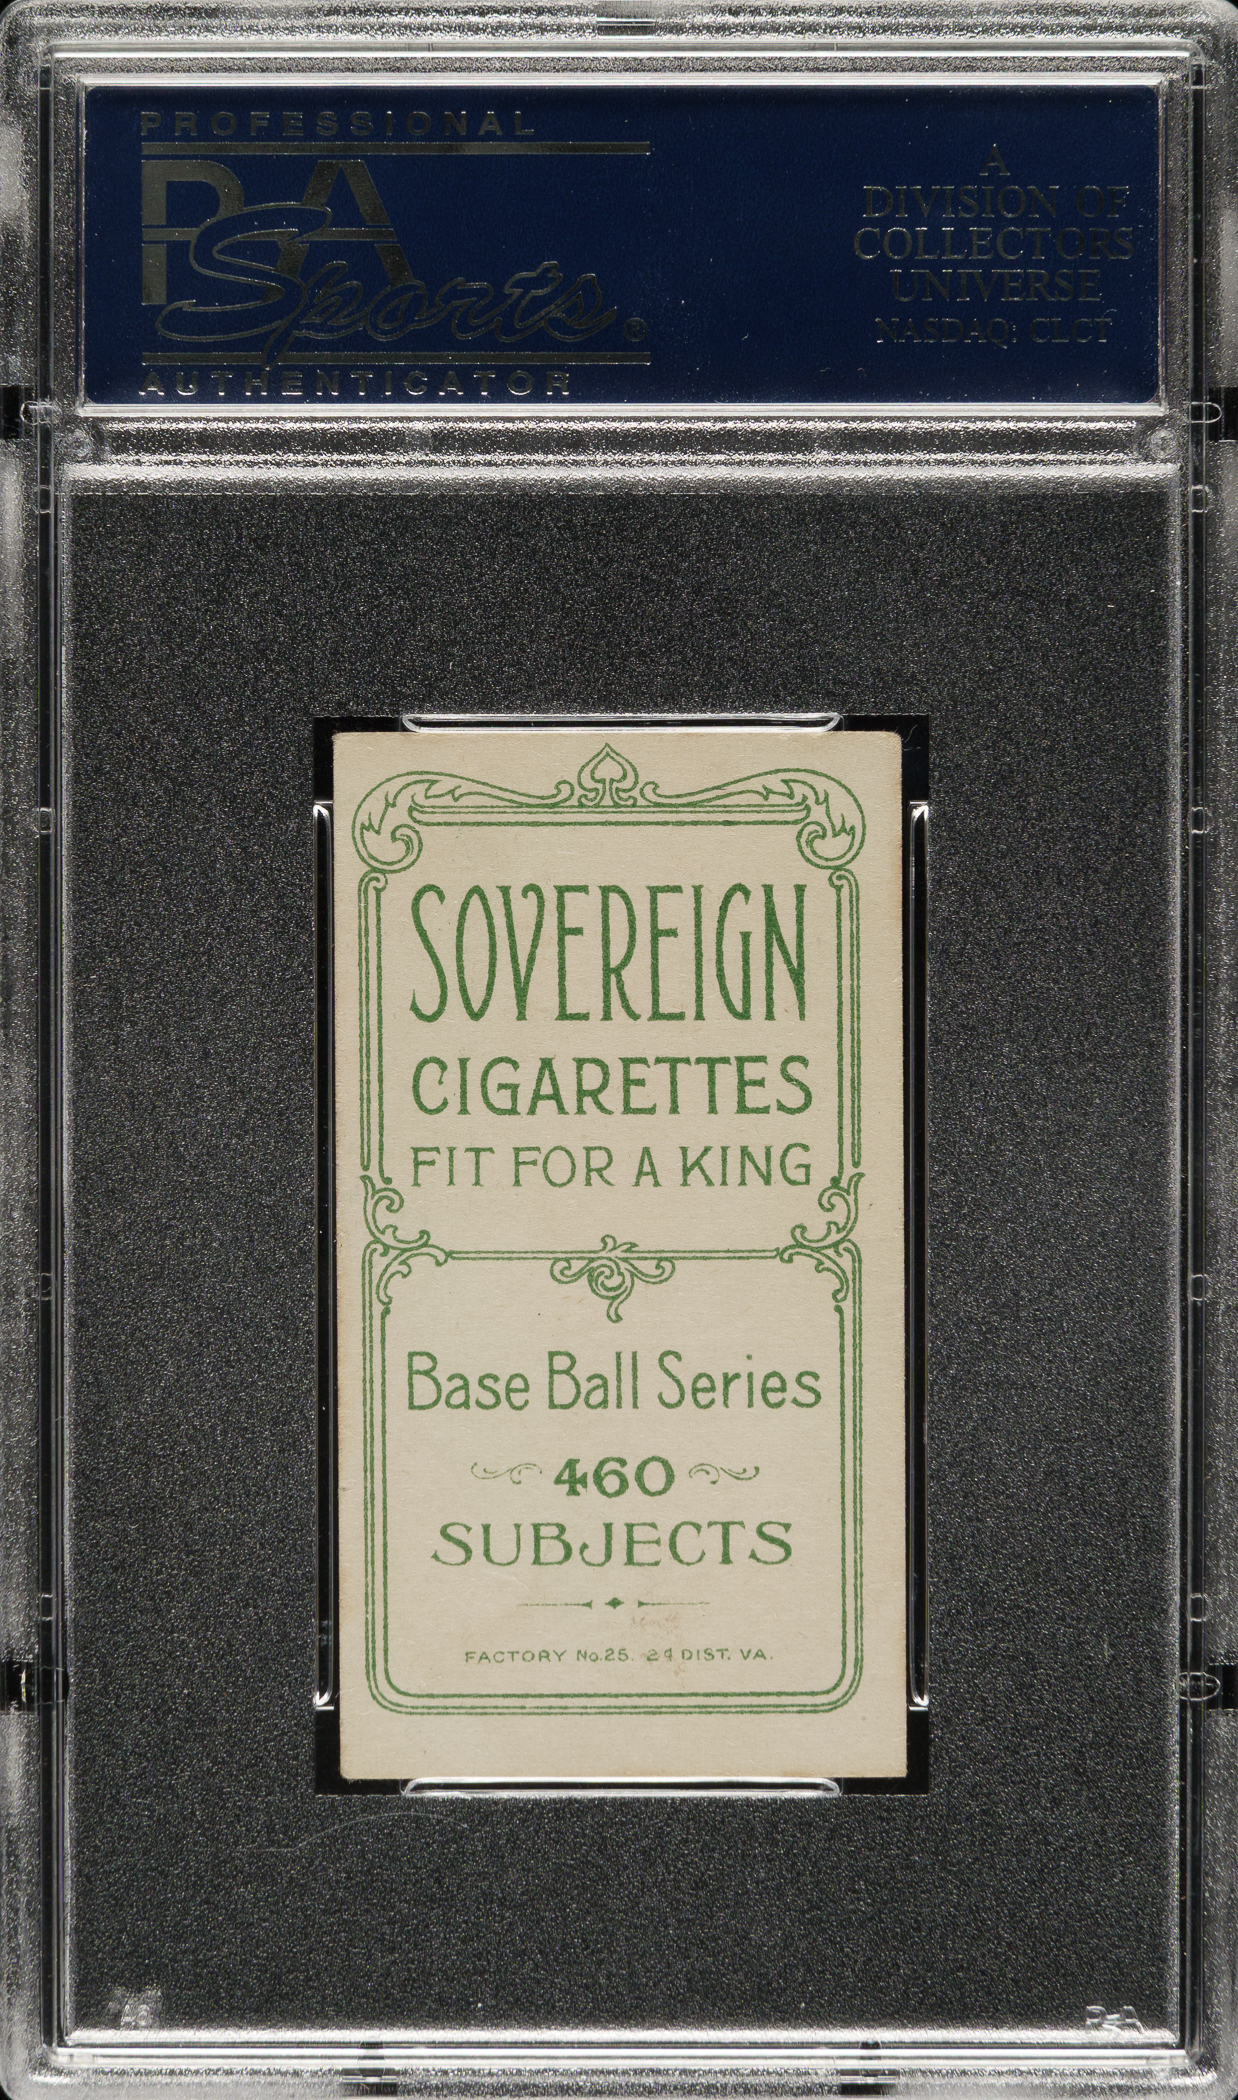 PROFESSIONAL
PSA
Sports®
AUTHENTICATOR
A
DIVISION OF
COLLECTORS
UNIVERSE
NASDAQ: CLCT
SOVEREIGN
CIGARETTES
FIT FOR A KING
Base Ball Series
460
SUBJECTS
FACTORY No. 25. 2d DIST. VA.
PSA